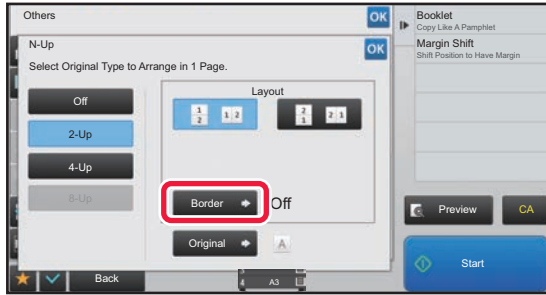 Others
OK
Booklet
Copy Like A Pamphlet
Margin Shift
Shift Position to Have Margin
N-Up
OK
Select Original Type to Arrange in 1 Page.
Off
2-Up
4-Up
8-Up
Layout
1 2 1 2
2 1 2 1
Border
Off
Original
A
Preview
CA
Start
Back
4 A3